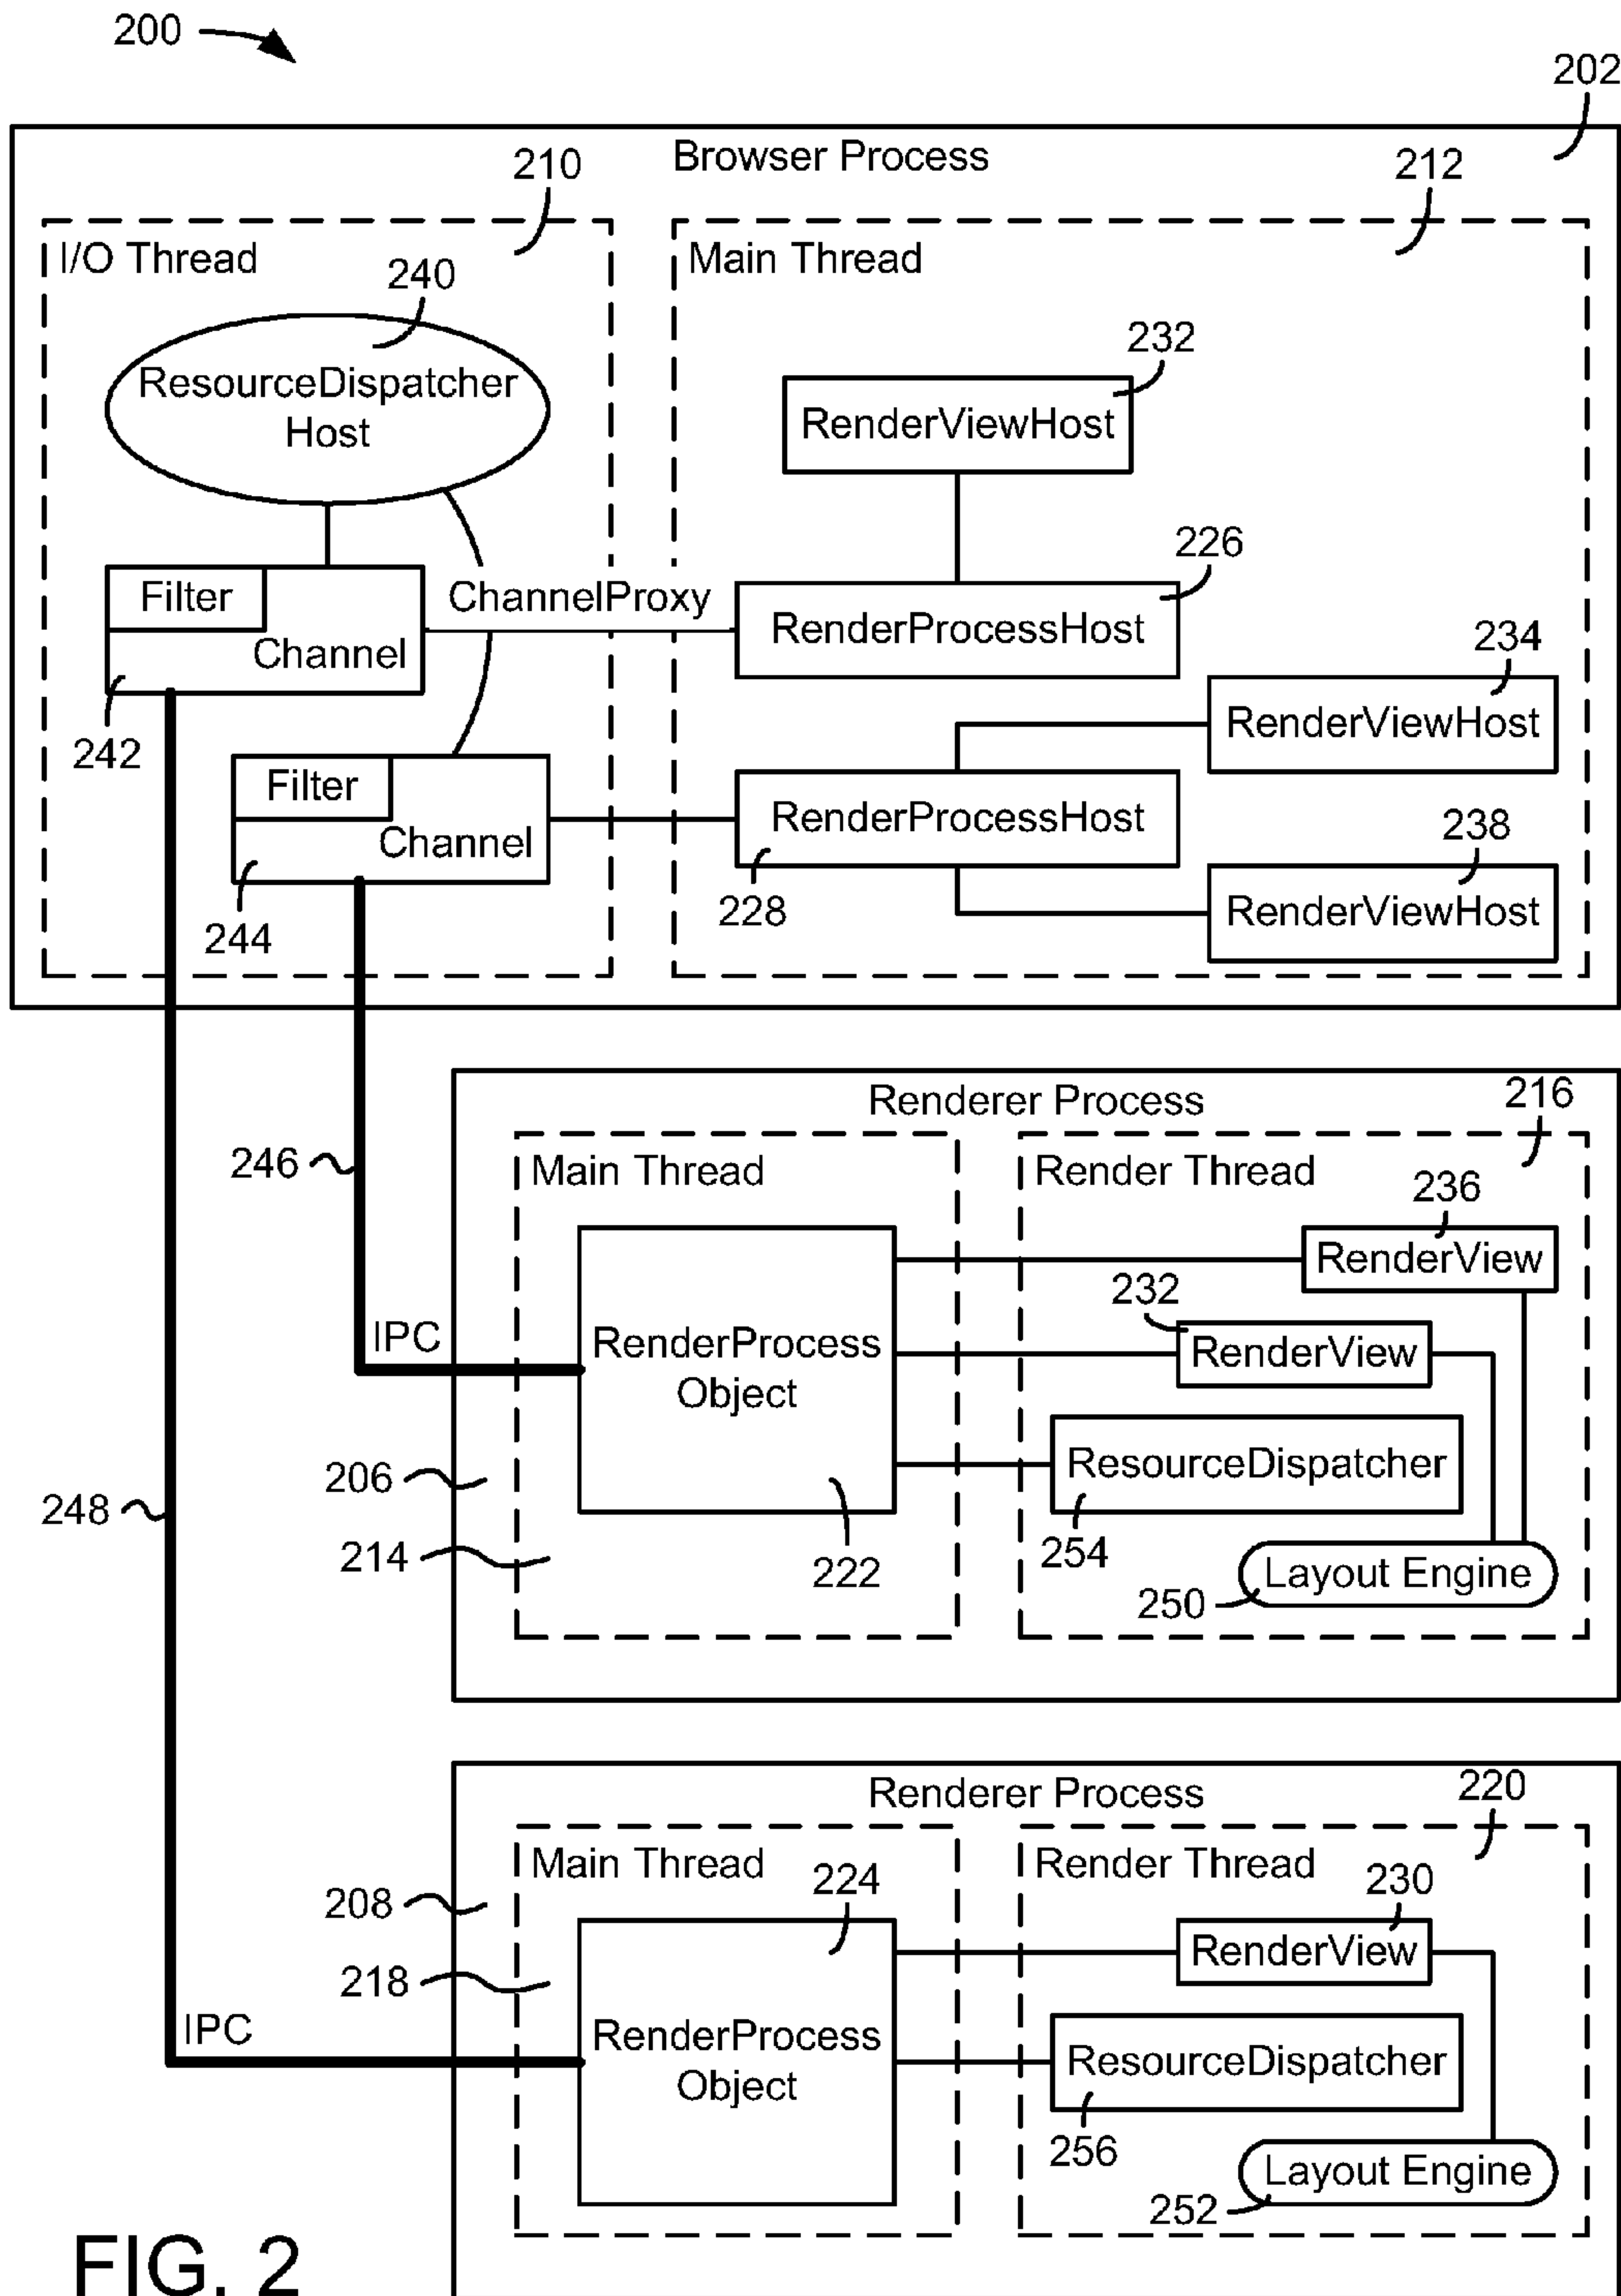 200
202
Browser Process
210
212
I/O Thread
Main Thread
240
ResourceDispatcher
Host
232
RenderViewHost
226
Filter
Channel
ChannelProxy
RenderProcessHost
242
234
RenderViewHost
Filter
Channel
RenderProcessHost
244
228
238
RenderViewHost
Renderer Process
216
246
Main Thread
Render Thread
236
RenderView
232
IPC
RenderProcess
Object
RenderView
206
ResourceDispatcher
248
214
222
254
Layout Engine
250
Renderer Process
220
Main Thread
Render Thread
208
224
230
RenderView
218
IPC
RenderProcess
Object
ResourceDispatcher
256
Layout Engine
252
FIG. 2